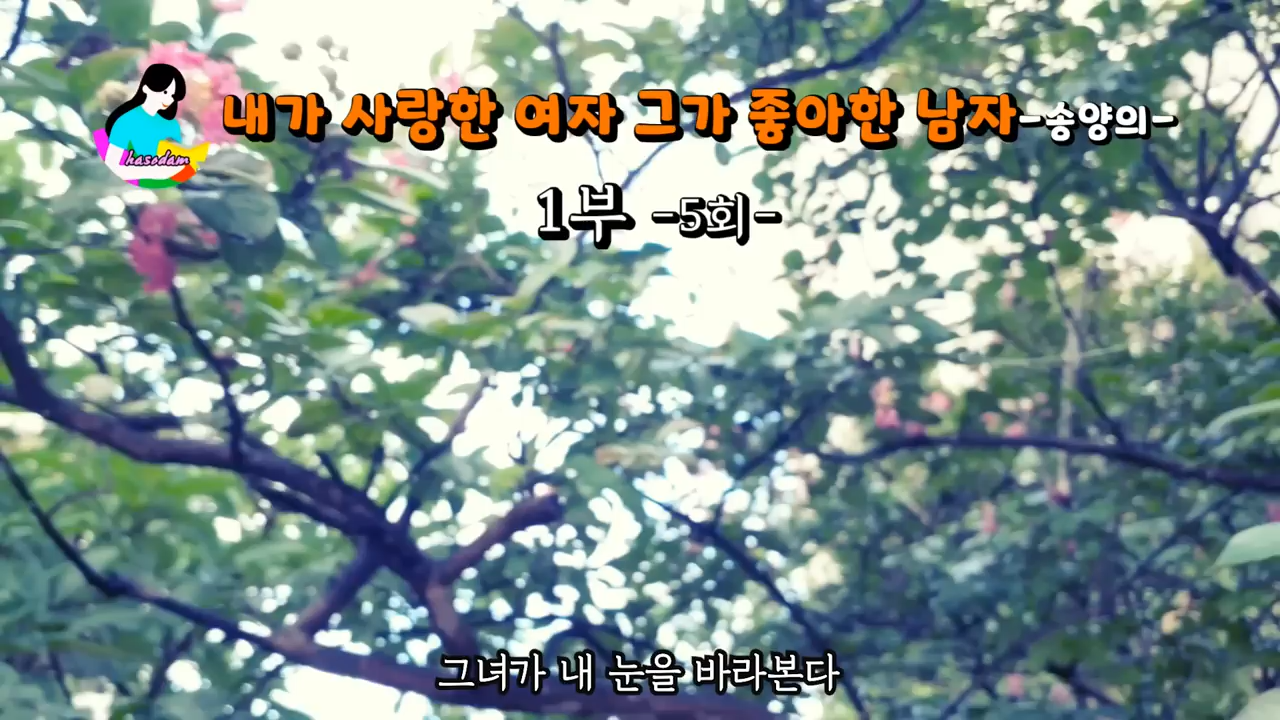 내가 사랑한 여자 그가 좋아한 남자-송양의-
hasodam
1부 -5회-
그녀가 내 눈을 바라본다